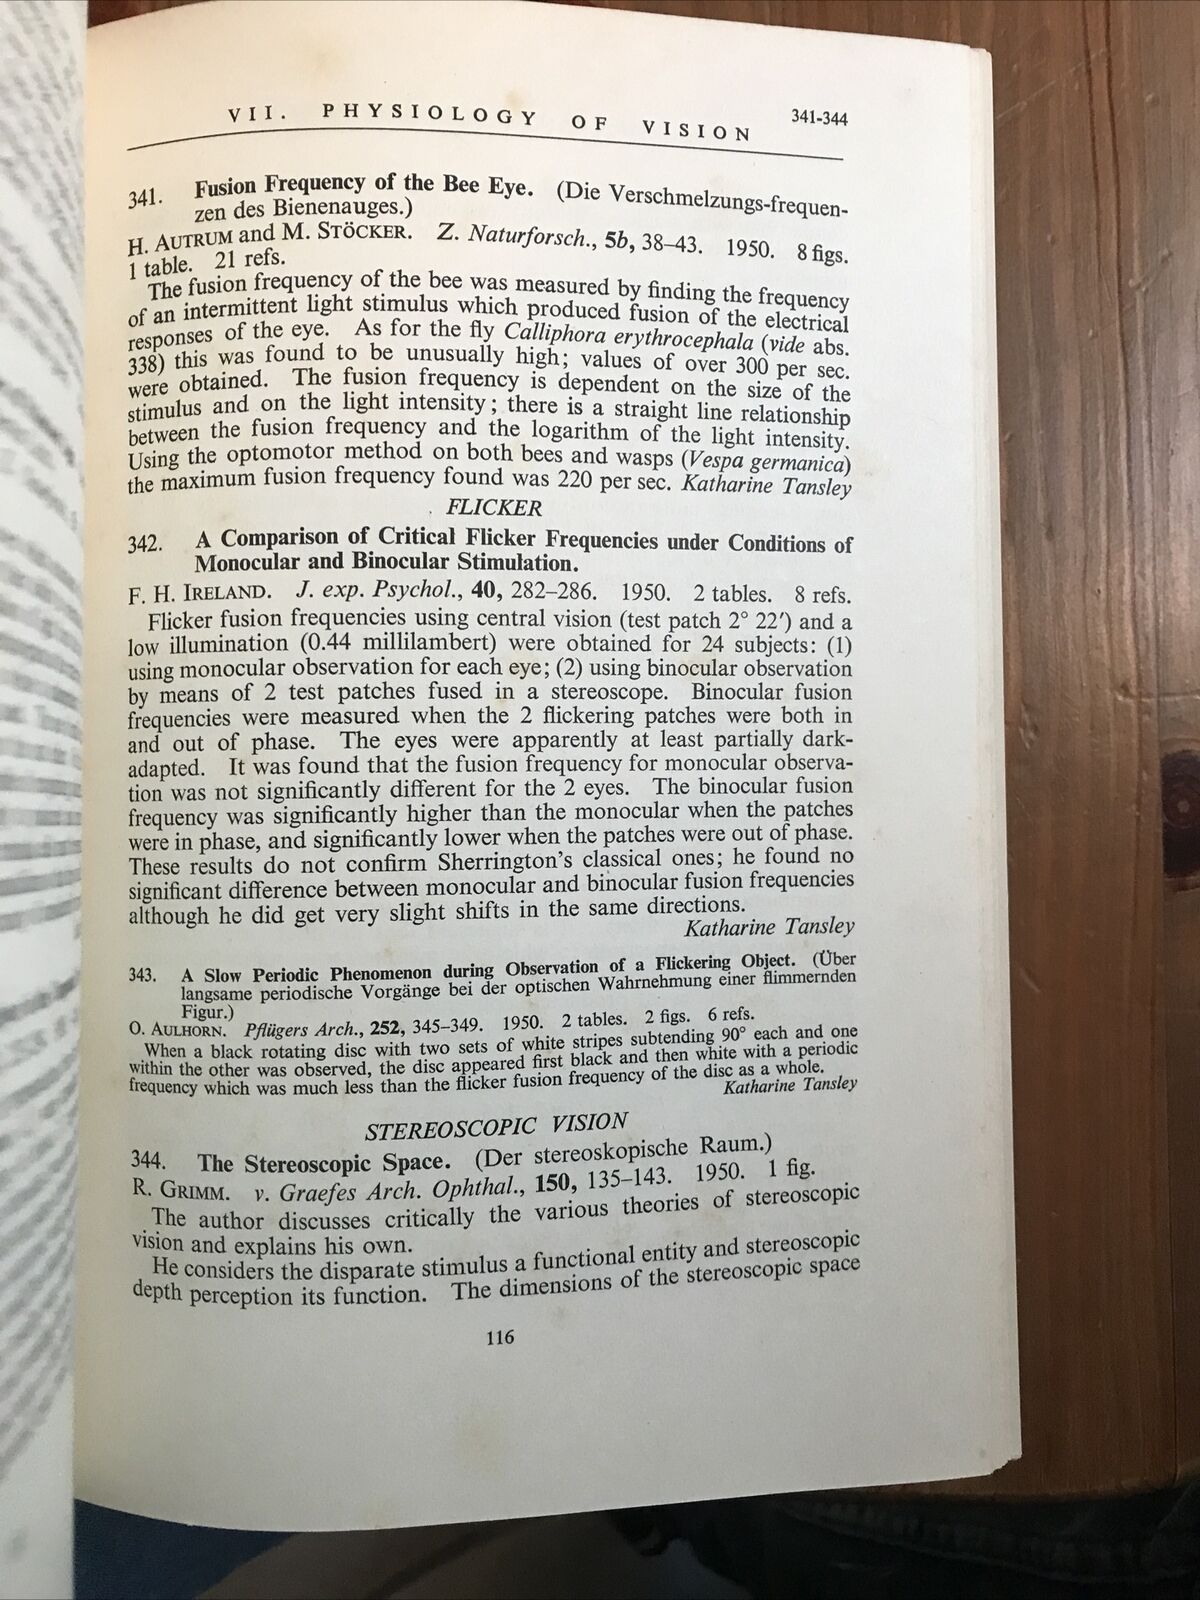 VII. PHYSIOLOGY OF VISION 341-344
341. Fusion Frequency of the Bee Eye. (Die Verschmelzungs-frequen-
zen des Bienenauges.)
H. AUTRUM and M. STÖCKER. Z. Naturforsch., 5b, 38–43. 1950. 8 figs.
1 table. 21 refs.
The fusion frequency of the bee was measured by finding the frequency
of an intermittent light stimulus which produced fusion of the electrical
responses of the eye. As for the fly Calliphora erythrocephala (vide abs.
338) this was found to be unusually high; values of over 300 per sec.
were obtained. The fusion frequency is dependent on the size of the
stimulus and on the light intensity; there is a straight line relationship
between the fusion frequency and the logarithm of the light intensity.
Using the optomotor method on both bees and wasps (Vespa germanica)
the maximum fusion frequency found was 220 per sec. Katharine Tansley
FLICKER
342. A Comparison of Critical Flicker Frequencies under Conditions of
Monocular and Binocular Stimulation.
F. H. IRELAND. J. exp. Psychol., 40, 282–286. 1950. 2 tables. 8 refs.
Flicker fusion frequencies using central vision (test patch 2° 22′) and a
low illumination (0.44 millilambert) were obtained for 24 subjects: (1)
using monocular observation for each eye; (2) using binocular observation
by means of 2 test patches fused in a stereoscope. Binocular fusion
frequencies were measured when the 2 flickering patches were both in
and out of phase. The eyes were apparently at least partially dark-
adapted. It was found that the fusion frequency for monocular observa-
tion was not significantly different for the 2 eyes. The binocular fusion
frequency was significantly higher than the monocular when the patches
were in phase, and significantly lower when the patches were out of phase.
These results do not confirm Sherrington's classical ones; he found no
significant difference between monocular and binocular fusion frequencies
although he did get very slight shifts in the same directions.
Katharine Tansley
343. A Slow Periodic Phenomenon during Observation of a Flickering Object. (Über
langsame periodische Vorgänge bei der optischen Wahrnehmung einer flimmernden
Figur.)
O. AULHORN. Pflügers Arch., 252, 345–349. 1950. 2 tables. 2 figs. 6 refs.
When a black rotating disc with two sets of white stripes subtending 90° each and one
within the other was observed, the disc appeared first black and then white with a periodic
frequency which was much less than the flicker fusion frequency of the disc as a whole.
Katharine Tansley
STEREOSCOPIC VISION
344. The Stereoscopic Space. (Der stereoskopische Raum.)
R. GRIMM. v. Graefes Arch. Ophthal., 150, 135–143. 1950. 1 fig.
The author discusses critically the various theories of stereoscopic
vision and explains his own.
He considers the disparate stimulus a functional entity and stereoscopic
depth perception its function. The dimensions of the stereoscopic space
116